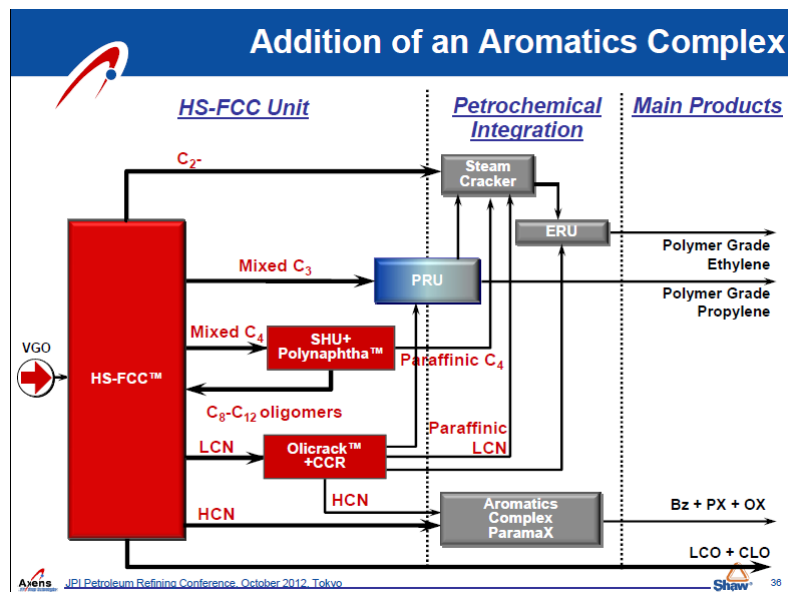 Addition of an Aromatics Complex
HS-FCC Unit
Petrochemical
Integration
Main Products
C₂-
Steam
Cracker
ERU
Polymer Grade
Ethylene
Mixed C₃
PRU
Polymer Grade
Propylene
Mixed C₄
SHU+
Polynaphtha™
Paraffinic C₄
VGO
HS-FCC™
C₈-C₁₂ oligomers
Paraffinic
LCN
LCN
Olicrack™
+CCR
HCN
HCN
Aromatics
Complex
ParamaX
Bz + PX + OX
LCO + CLO
Axens
JPI Petroleum Refining Conference, October 2012, Tokyo
Shaw
36